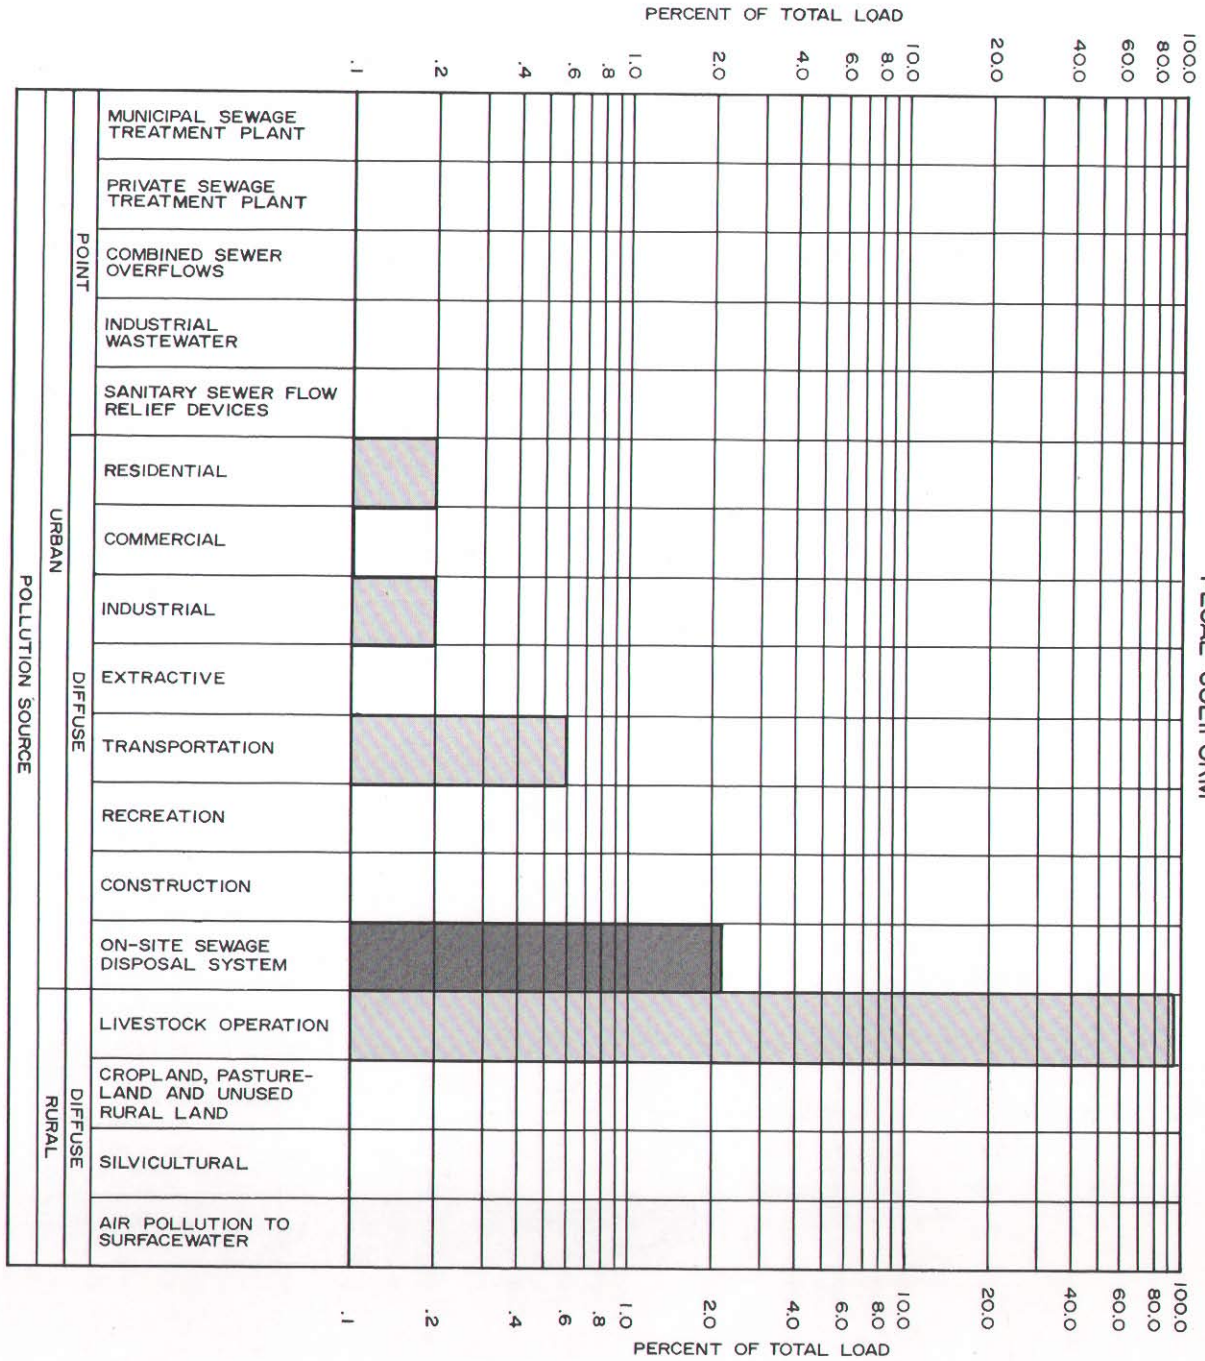 PERCENT OF TOTAL LOAD
.1 .2 .4 .6 .8 1.0 2.0 4.0 6.0 8.0 10.0 20.0 40.0 60.0 80.0 100.0
MUNICIPAL SEWAGE
TREATMENT PLANT
PRIVATE SEWAGE
TREATMENT PLANT
COMBINED SEWER
OVERFLOWS
INDUSTRIAL
WASTEWATER
SANITARY SEWER FLOW
RELIEF DEVICES
POINT
RESIDENTIAL
COMMERCIAL
INDUSTRIAL
EXTRACTIVE
TRANSPORTATION
RECREATION
CONSTRUCTION
ON-SITE SEWAGE
DISPOSAL SYSTEM
DIFFUSE
URBAN
LIVESTOCK OPERATION
CROPLAND, PASTURE-
LAND AND UNUSED
RURAL LAND
SILVICULTURAL
AIR POLLUTION TO
SURFACEWATER
DIFFUSE
RURAL
POLLUTION SOURCE
.1 .2 .4 .6 .8 1.0 2.0 4.0 6.0 8.0 10.0 20.0 40.0 60.0 80.0 100.0
PERCENT OF TOTAL LOAD